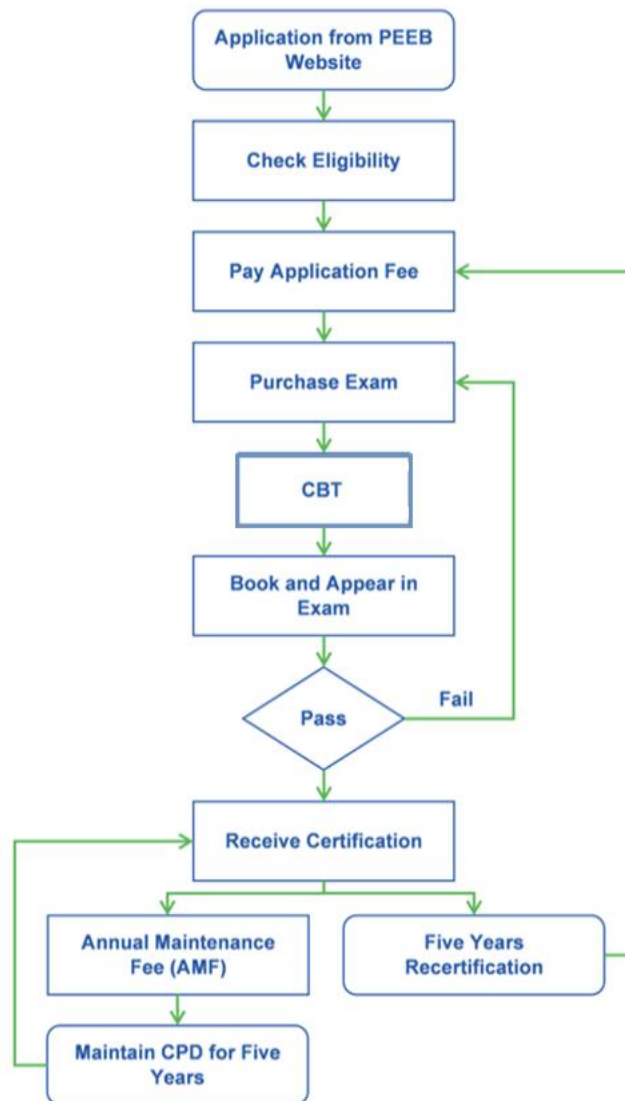 Application from PEEB
Website
Check Eligibility
Pay Application Fee
Purchase Exam
CBT
Book and Appear in
Exam
Pass
Fail
Receive Certification
Annual Maintenance
Fee (AMF)
Five Years
Recertification
Maintain CPD for Five
Years